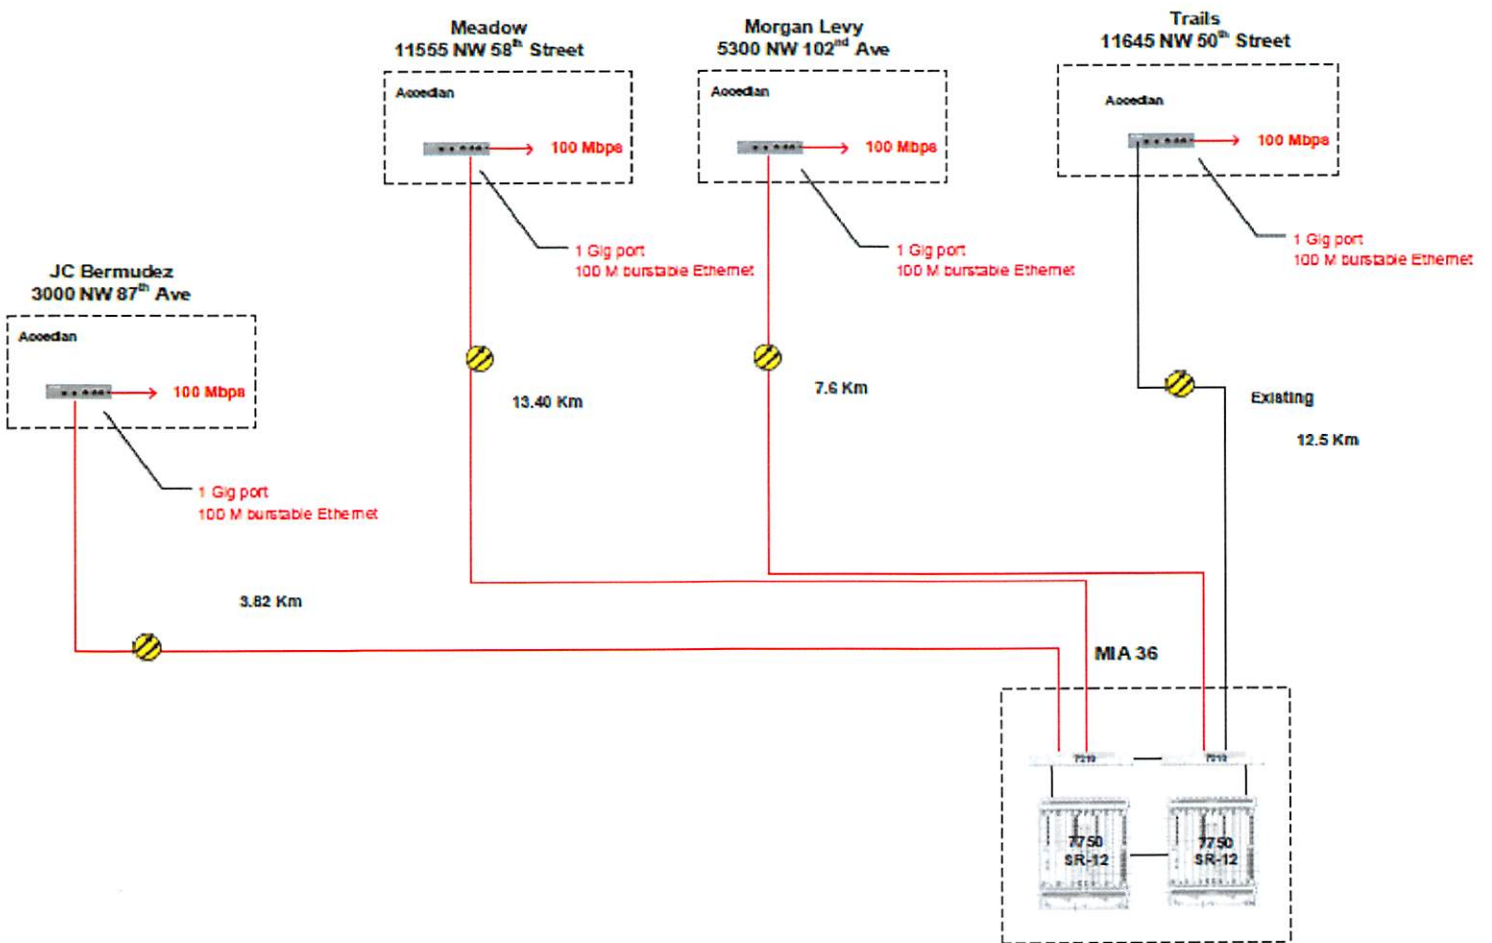 Meadow
11555 NW 58th Street
Morgan Levy
5300 NW 102nd Ave
Trails
11645 NW 50th Street
Accedian
100 Mbps
1 Gig port
100 M burstable Ethernet
Accedian
100 Mbps
1 Gig port
100 M burstable Ethernet
Accedian
100 Mbps
1 Gig port
100 M burstable Ethernet
JC Bermudez
3000 NW 87th Ave
Accedian
100 Mbps
1 Gig port
100 M burstable Ethernet
13.40 Km
7.6 Km
Existing
12.5 Km
3.82 Km
MIA 36
7210
7210
7750
SR-12
7750
SR-12